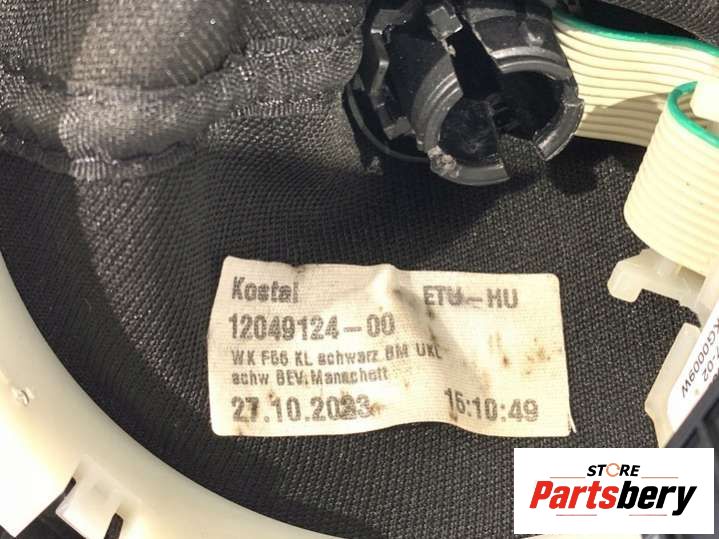 Kostal ETU-HU
12049124-00
WK F66 KL schwarz BM UKL
schw BEV.Manschett
27.10.2023 15:10:49
G0009W
STORE
Partsbery